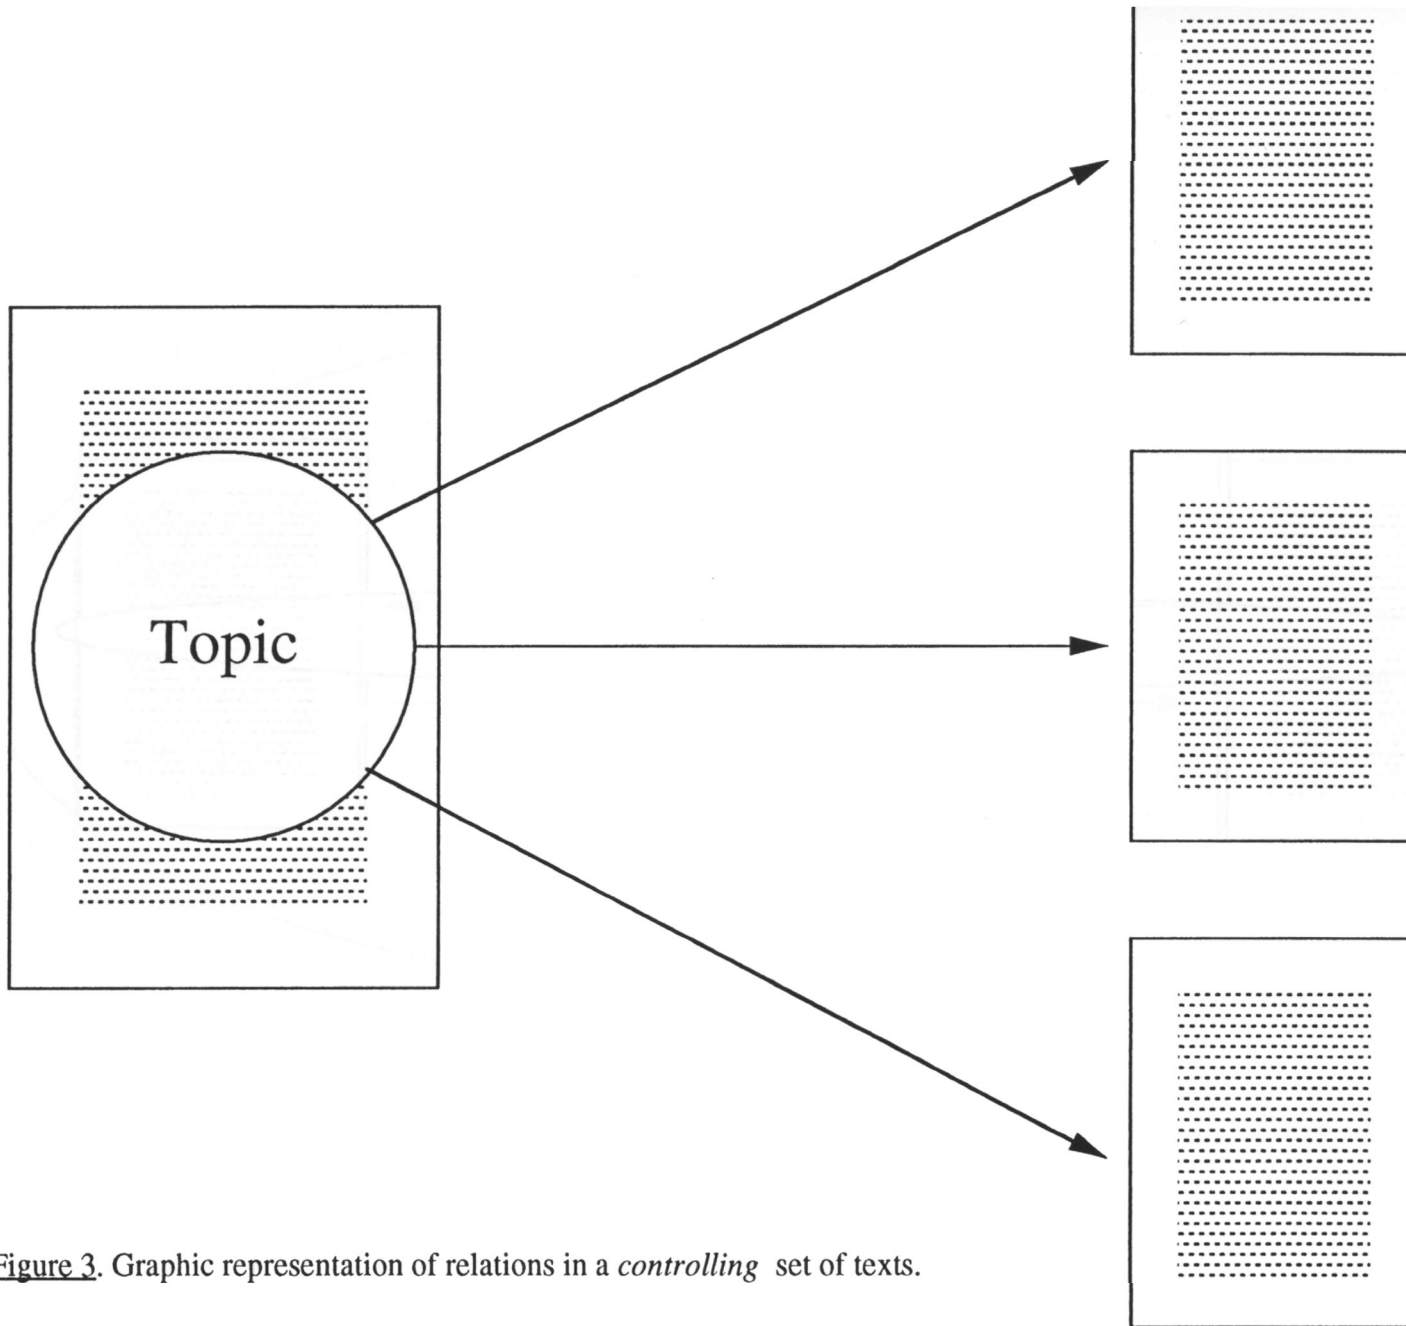 Topic
Figure 3. Graphic representation of relations in a controlling set of texts.